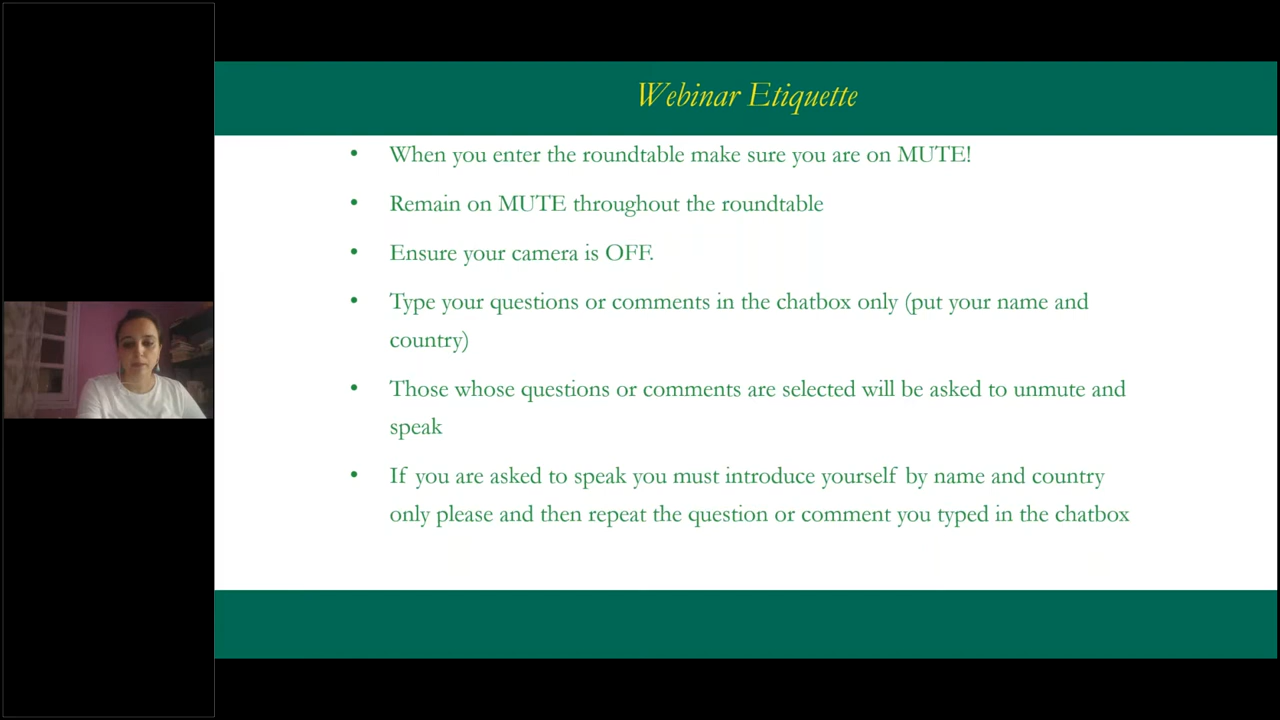 Webinar Etiquette
• When you enter the roundtable make sure you are on MUTE!
• Remain on MUTE throughout the roundtable
• Ensure your camera is OFF.
• Type your questions or comments in the chatbox only (put your name and
country)
• Those whose questions or comments are selected will be asked to unmute and
speak
• If you are asked to speak you must introduce yourself by name and country
only please and then repeat the question or comment you typed in the chatbox